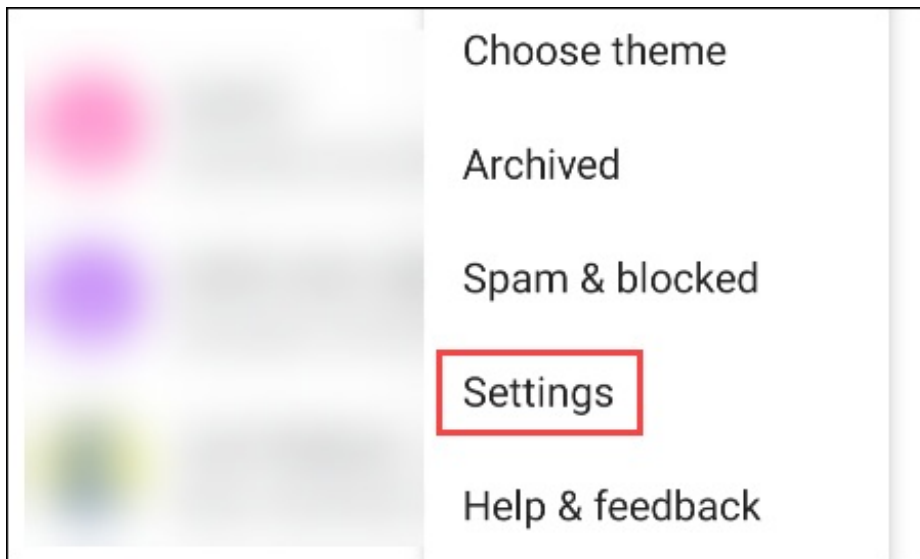 Choose theme
Archived
Spam & blocked
Settings
Help & feedback